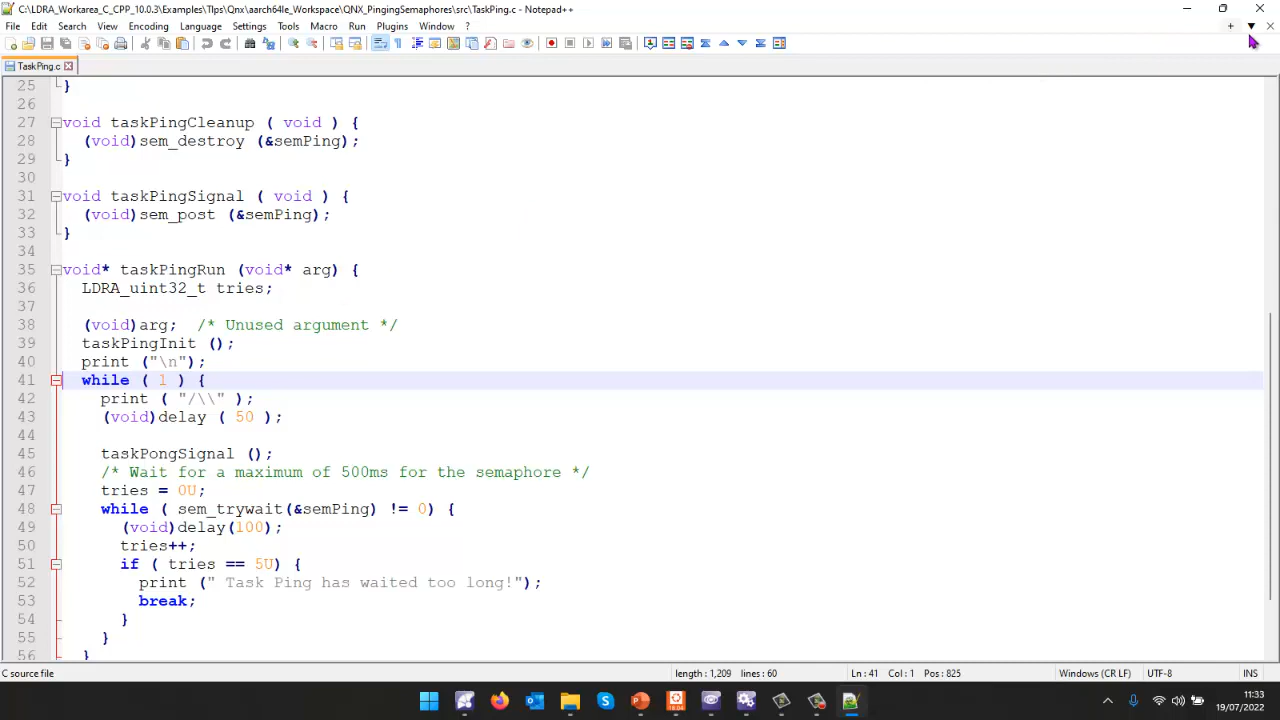 C:\LDRA_Workarea_C_CPP_10.0.3\Examples\Tlps\Qnx\aarch64le_Workspace\QNX_PingingSemaphores\src\TaskPing.c - Notepad++
File Edit Search View Encoding Language Settings Tools Macro Run Plugins Window ?
TaskPing.c
25 }
26
27 void taskPingCleanup ( void ) {
28 (void)sem_destroy (&semPing);
29 }
30
31 void taskPingSignal ( void ) {
32 (void)sem_post (&semPing);
33 }
34
35 void* taskPingRun (void* arg) {
36 LDRA_uint32_t tries;
37
38 (void)arg; /* Unused argument */
39 taskPingInit ();
40 print ("\n");
41 while ( 1 ) {
42 print ( "/\\" );
43 (void)delay ( 50 );
44
45 taskPongSignal ();
46 /* Wait for a maximum of 500ms for the semaphore */
47 tries = 0U;
48 while ( sem_trywait(&semPing) != 0) {
49 (void)delay(100);
50 tries++;
51 if ( tries == 5U) {
52 print (" Task Ping has waited too long!");
53 break;
54 }
55 }
56 }
C source file length : 1,209 lines : 60 Ln : 41 Col : 1 Pos : 825 Windows (CR LF) UTF-8 INS
11:33
19/07/2022